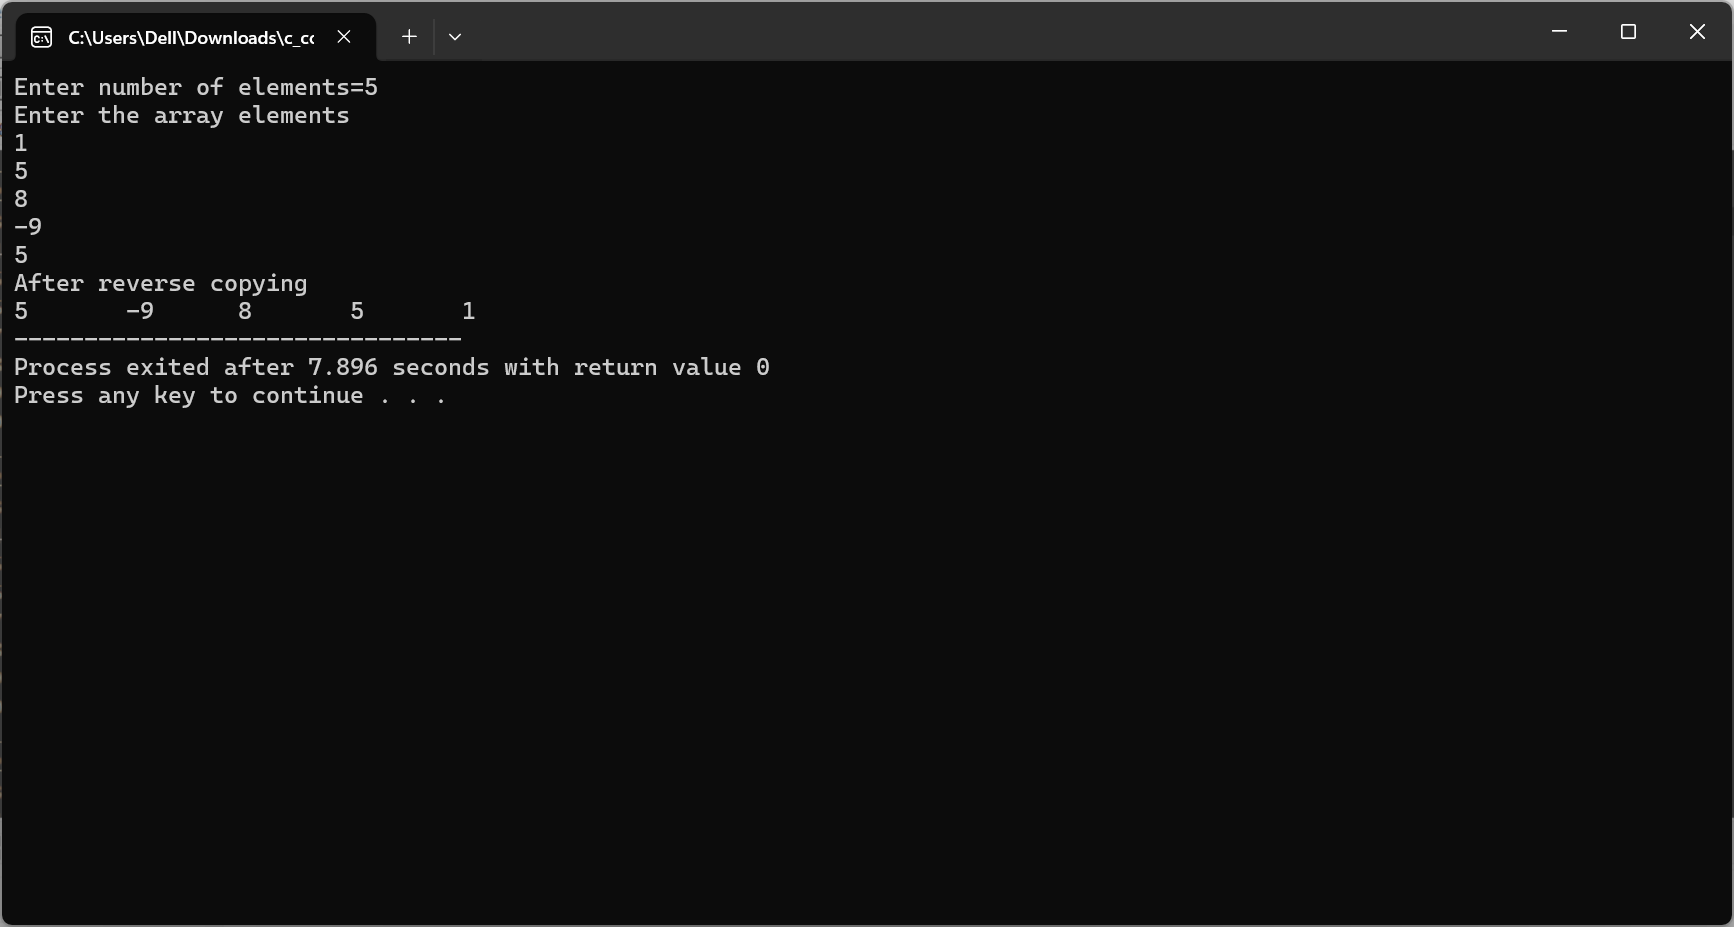 C:\Users\Dell\Downloads\c_cc
Enter number of elements=5
Enter the array elements
1
5
8
-9
5
After reverse copying
5 -9 8 5 1
--------------------------------
Process exited after 7.896 seconds with return value 0
Press any key to continue . . .